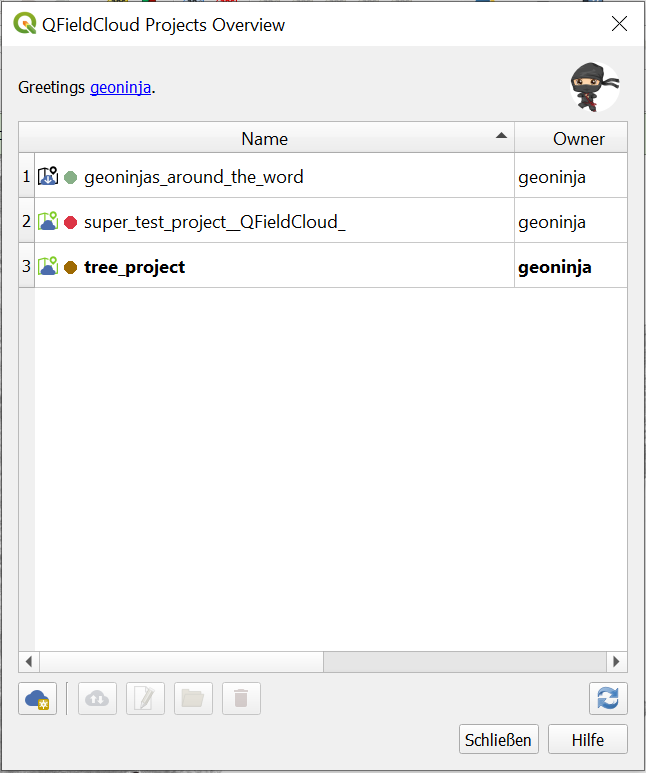 QFieldCloud Projects Overview
Greetings geoninja.
Name Owner
1 geoninjas_around_the_word geoninja
2 super_test_project__QFieldCloud_ geoninja
3 tree_project geoninja
Schließen Hilfe